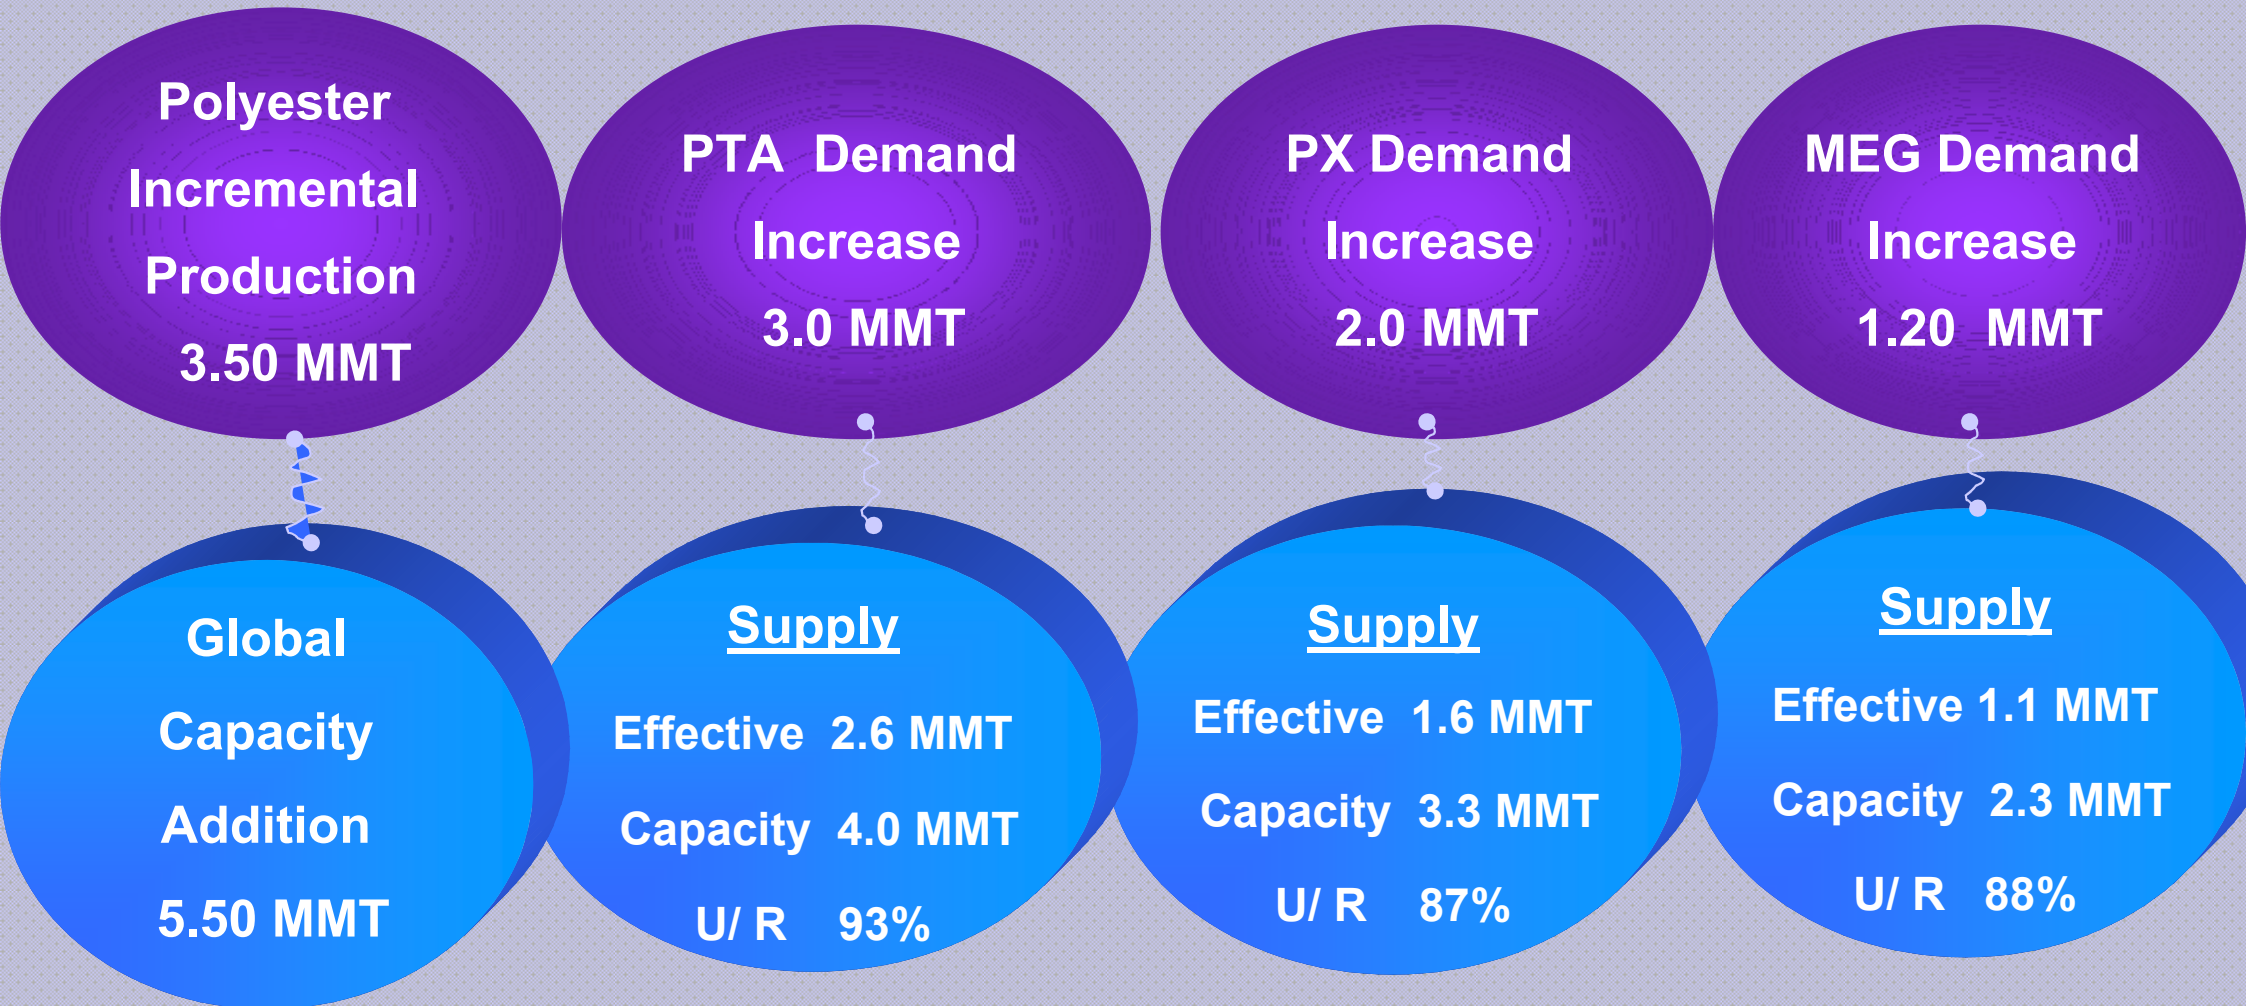 Polyester
Incremental
Production
3.50 MMT
PTA Demand
Increase
3.0 MMT
PX Demand
Increase
2.0 MMT
MEG Demand
Increase
1.20 MMT
Global
Capacity
Addition
5.50 MMT
Supply
Effective 2.6 MMT
Capacity 4.0 MMT
U/ R 93%
Supply
Effective 1.6 MMT
Capacity 3.3 MMT
U/ R 87%
Supply
Effective 1.1 MMT
Capacity 2.3 MMT
U/ R 88%